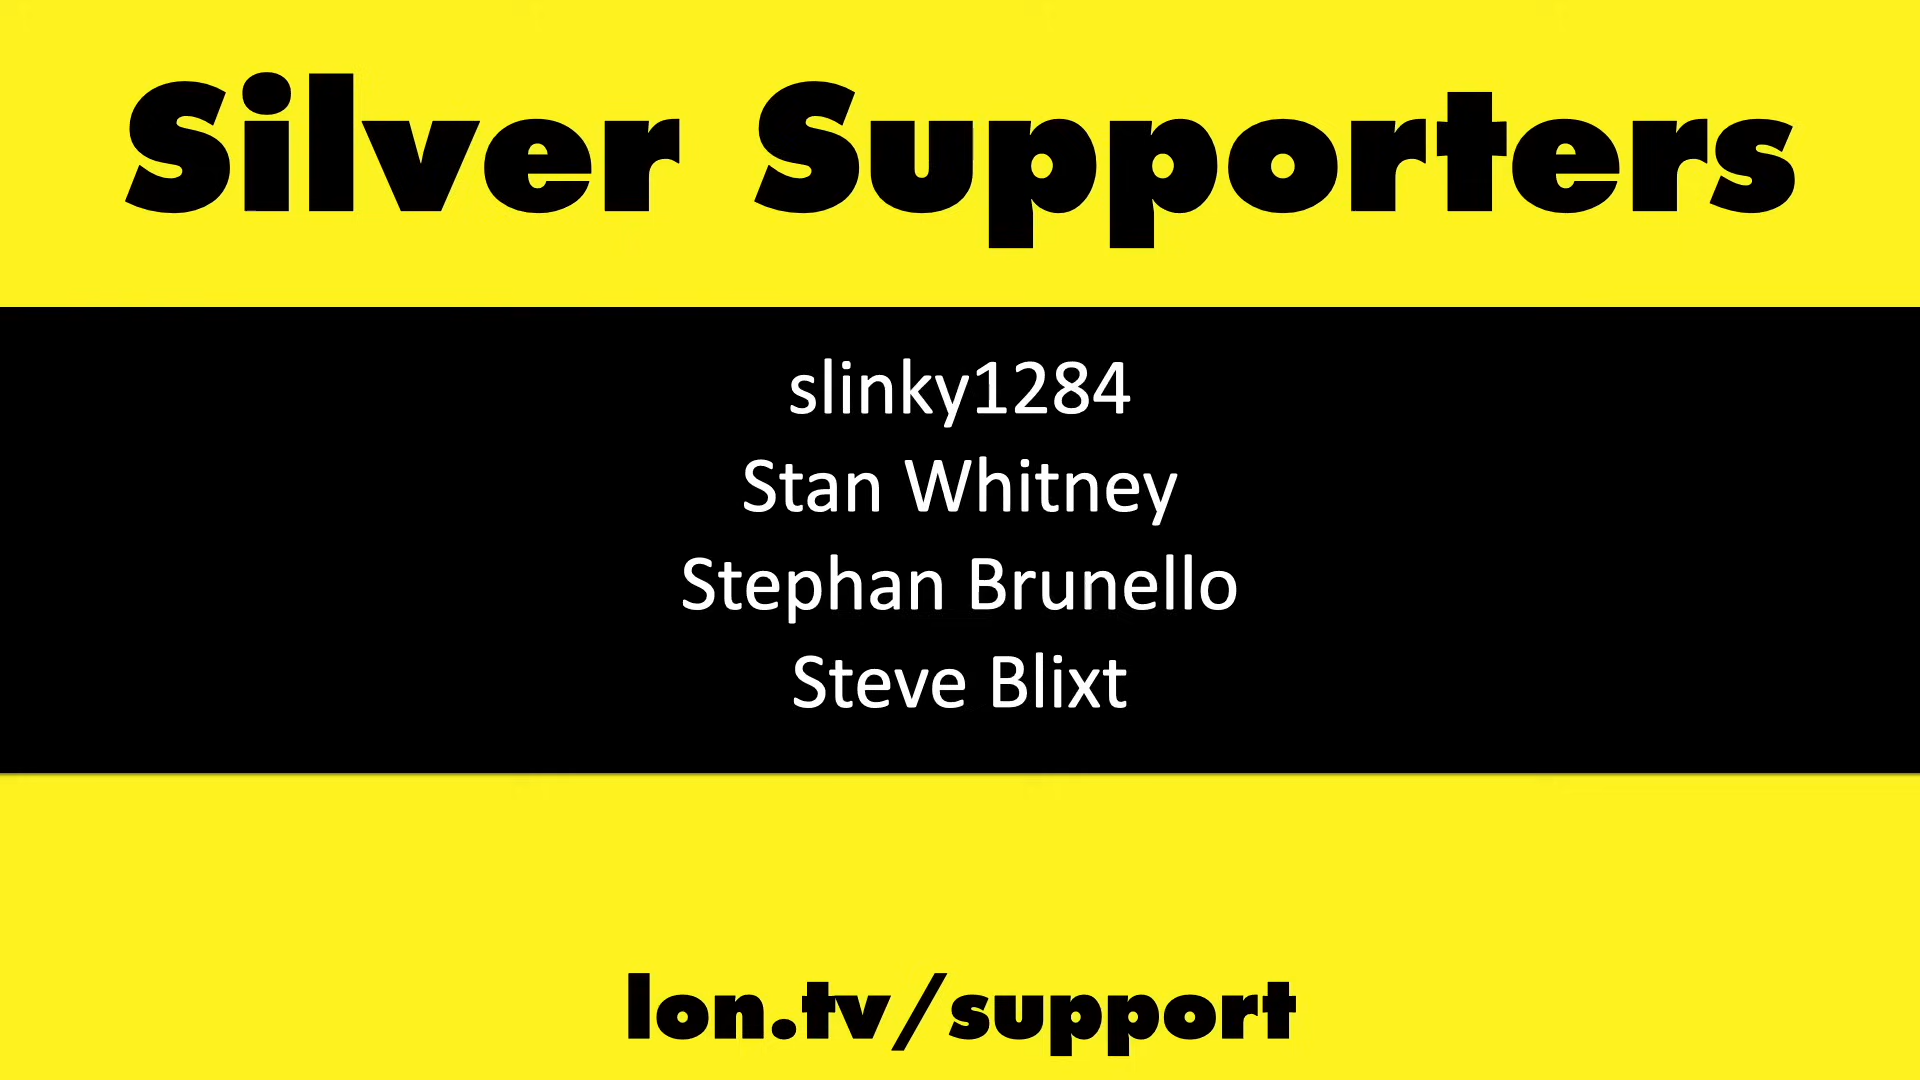 Silver Supporters
slinky1284
Stan Whitney
Stephan Brunello
Steve Blixt
lon.tv/support